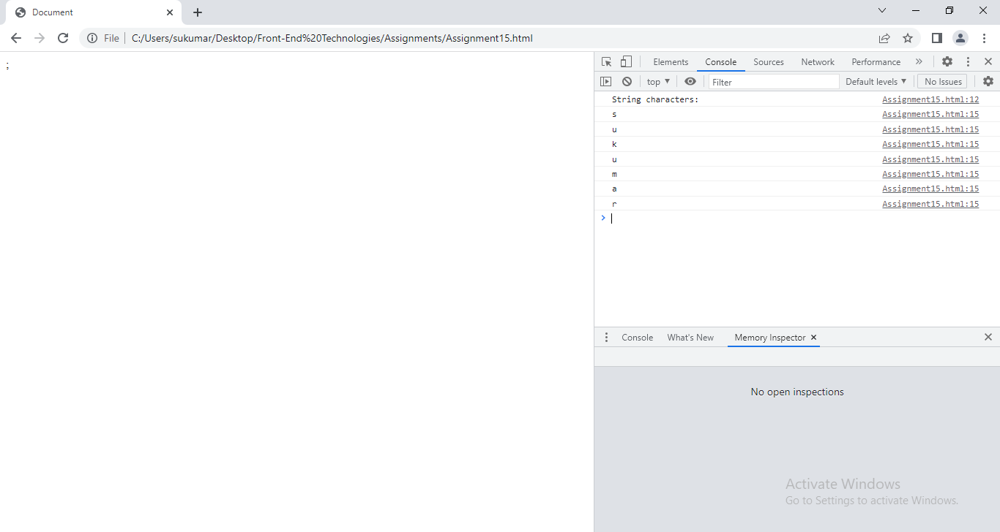 Document
File C:/Users/sukumar/Desktop/Front-End%20Technologies/Assignments/Assignment15.html
;
Elements Console Sources Network Performance »
top ▼ Filter Default levels ▼ No Issues
String characters: Assignment15.html:12
s Assignment15.html:15
u Assignment15.html:15
k Assignment15.html:15
u Assignment15.html:15
m Assignment15.html:15
a Assignment15.html:15
r Assignment15.html:15
>
Console What's New Memory Inspector
No open inspections
Activate Windows
Go to Settings to activate Windows.